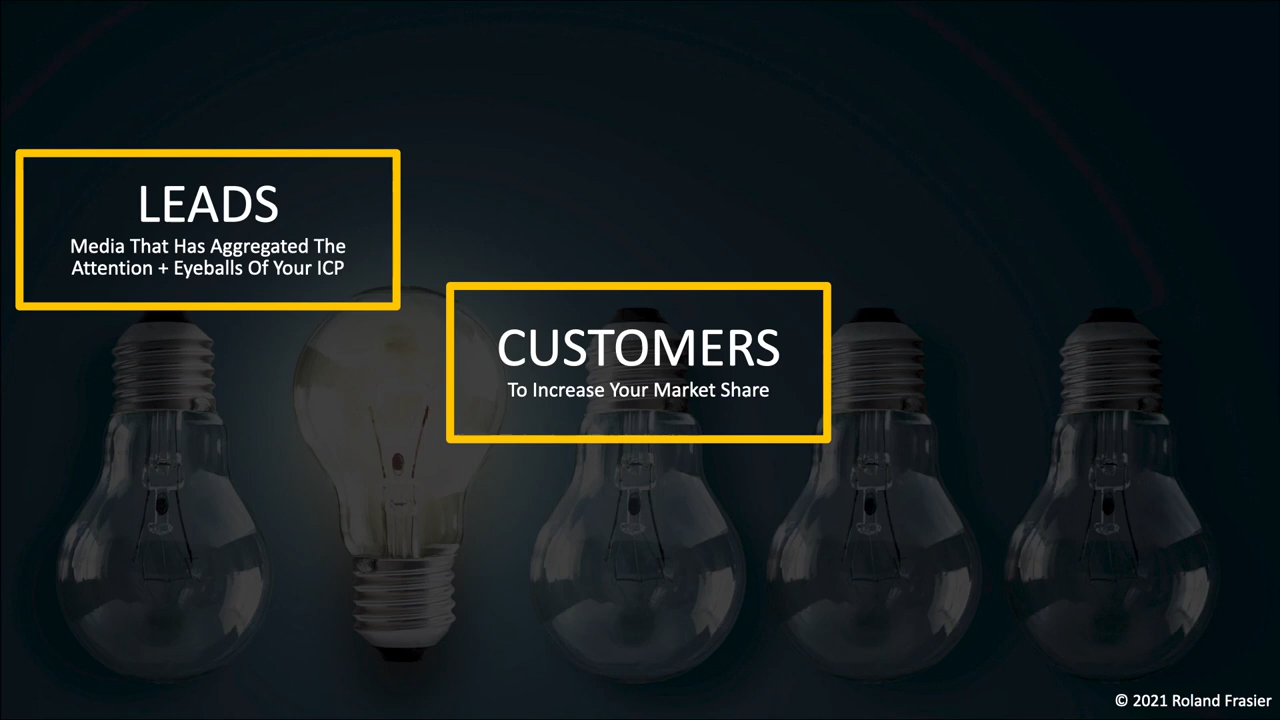 LEADS
Media That Has Aggregated The
Attention + Eyeballs Of Your ICP
CUSTOMERS
To Increase Your Market Share
© 2021 Roland Frasier